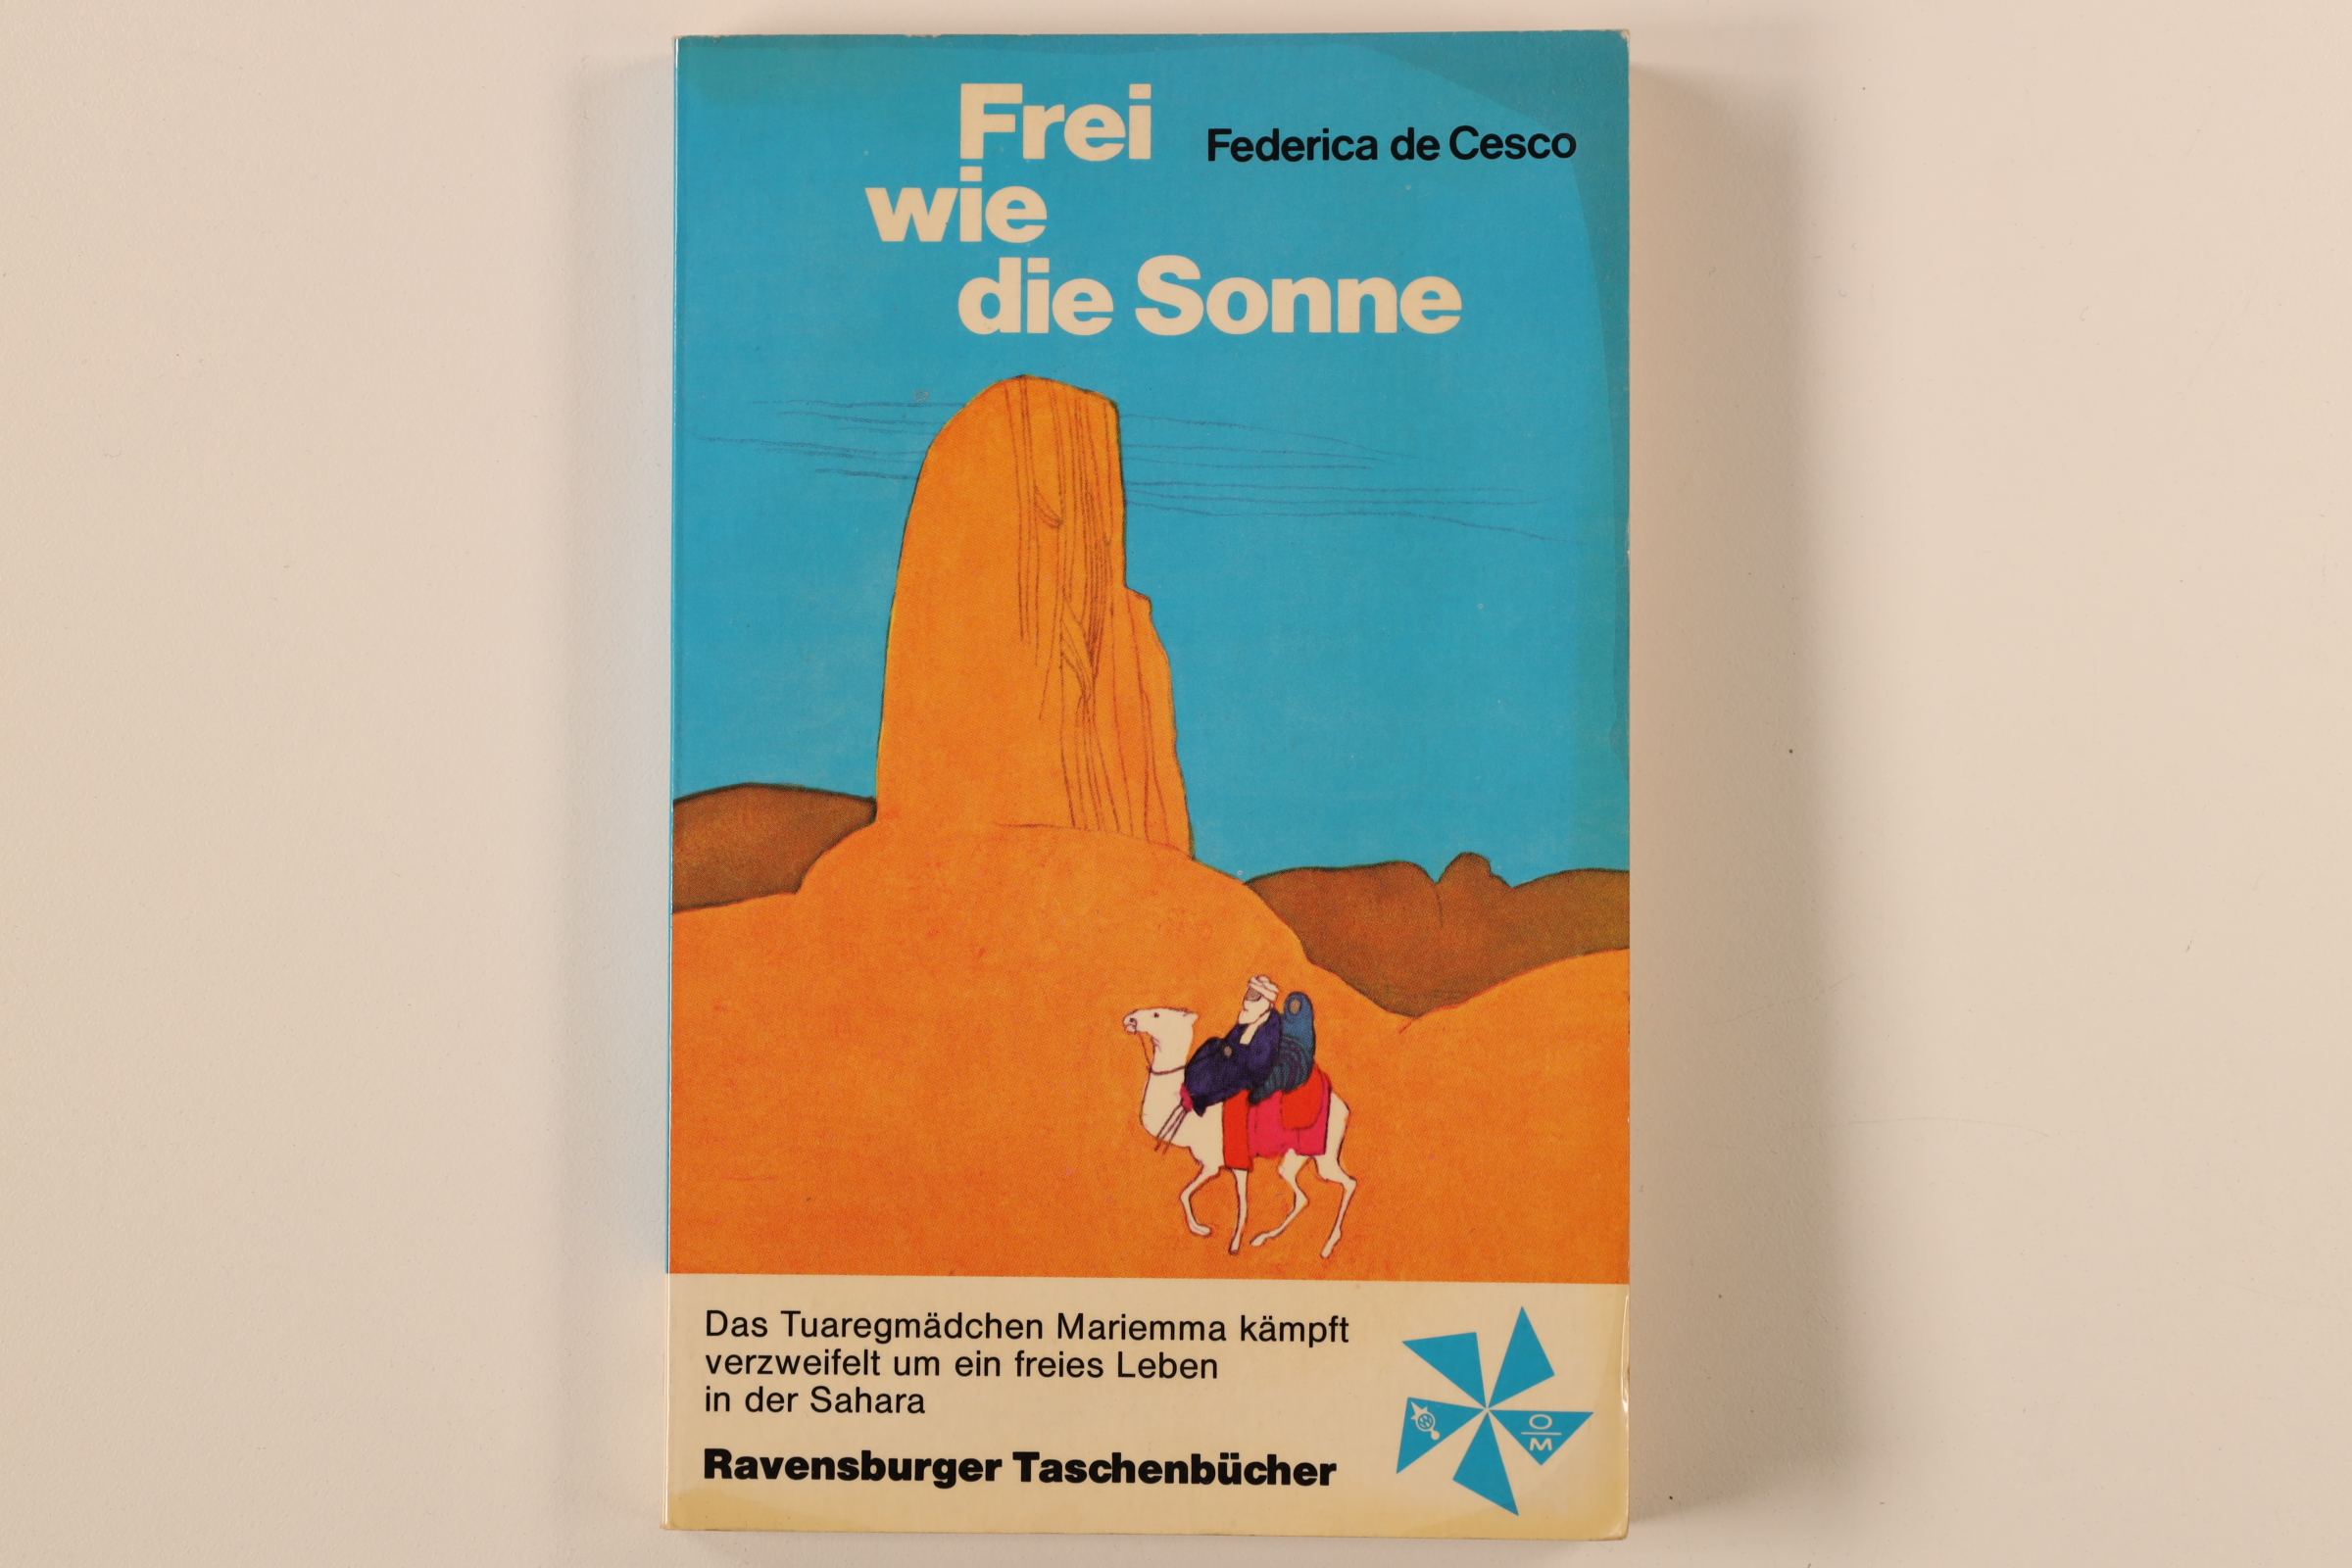 Frei
wie
die Sonne
Federica de Cesco
Das Tuaregmädchen Mariemma kämpft
verzweifelt um ein freies Leben
in der Sahara
Ravensburger Taschenbücher
W
O
M